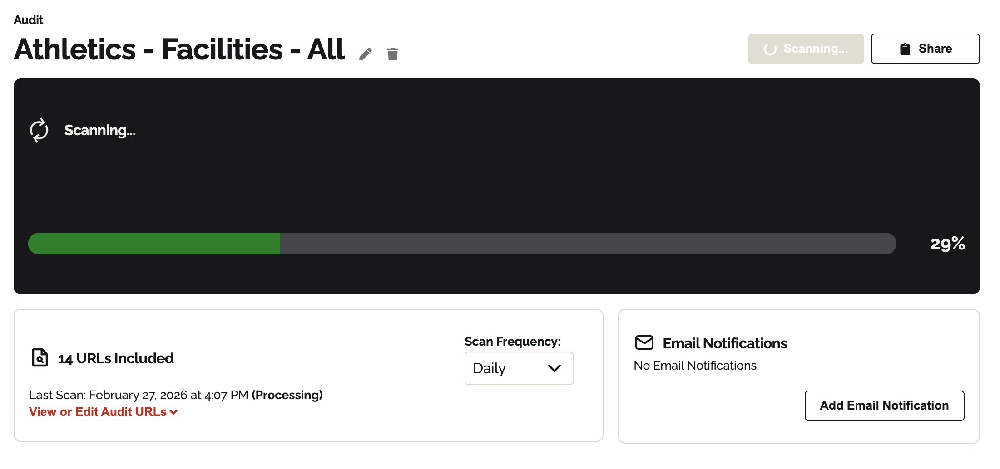 Audit
Athletics - Facilities - All
Scanning...
Share
Scanning...
29%
14 URLs Included
Scan Frequency:
Daily
Last Scan: February 27, 2026 at 4:07 PM (Processing)
View or Edit Audit URLs
Email Notifications
No Email Notifications
Add Email Notification